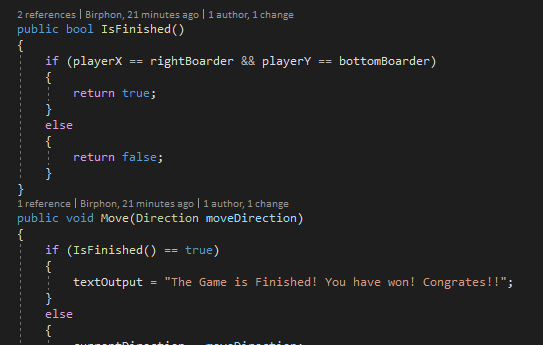 2 references | Birphon, 21 minutes ago | 1 author, 1 change
public bool IsFinished()
{
if (playerX == rightBoarder && playerY == bottomBoarder)
{
return true;
}
else
{
return false;
}
}
1 reference | Birphon, 21 minutes ago | 1 author, 1 change
public void Move(Direction moveDirection)
{
if (IsFinished() == true)
{
textOutput = "The Game is Finished! You have won! Congrates!!";
}
else
{
currentDirection = moveDirection;